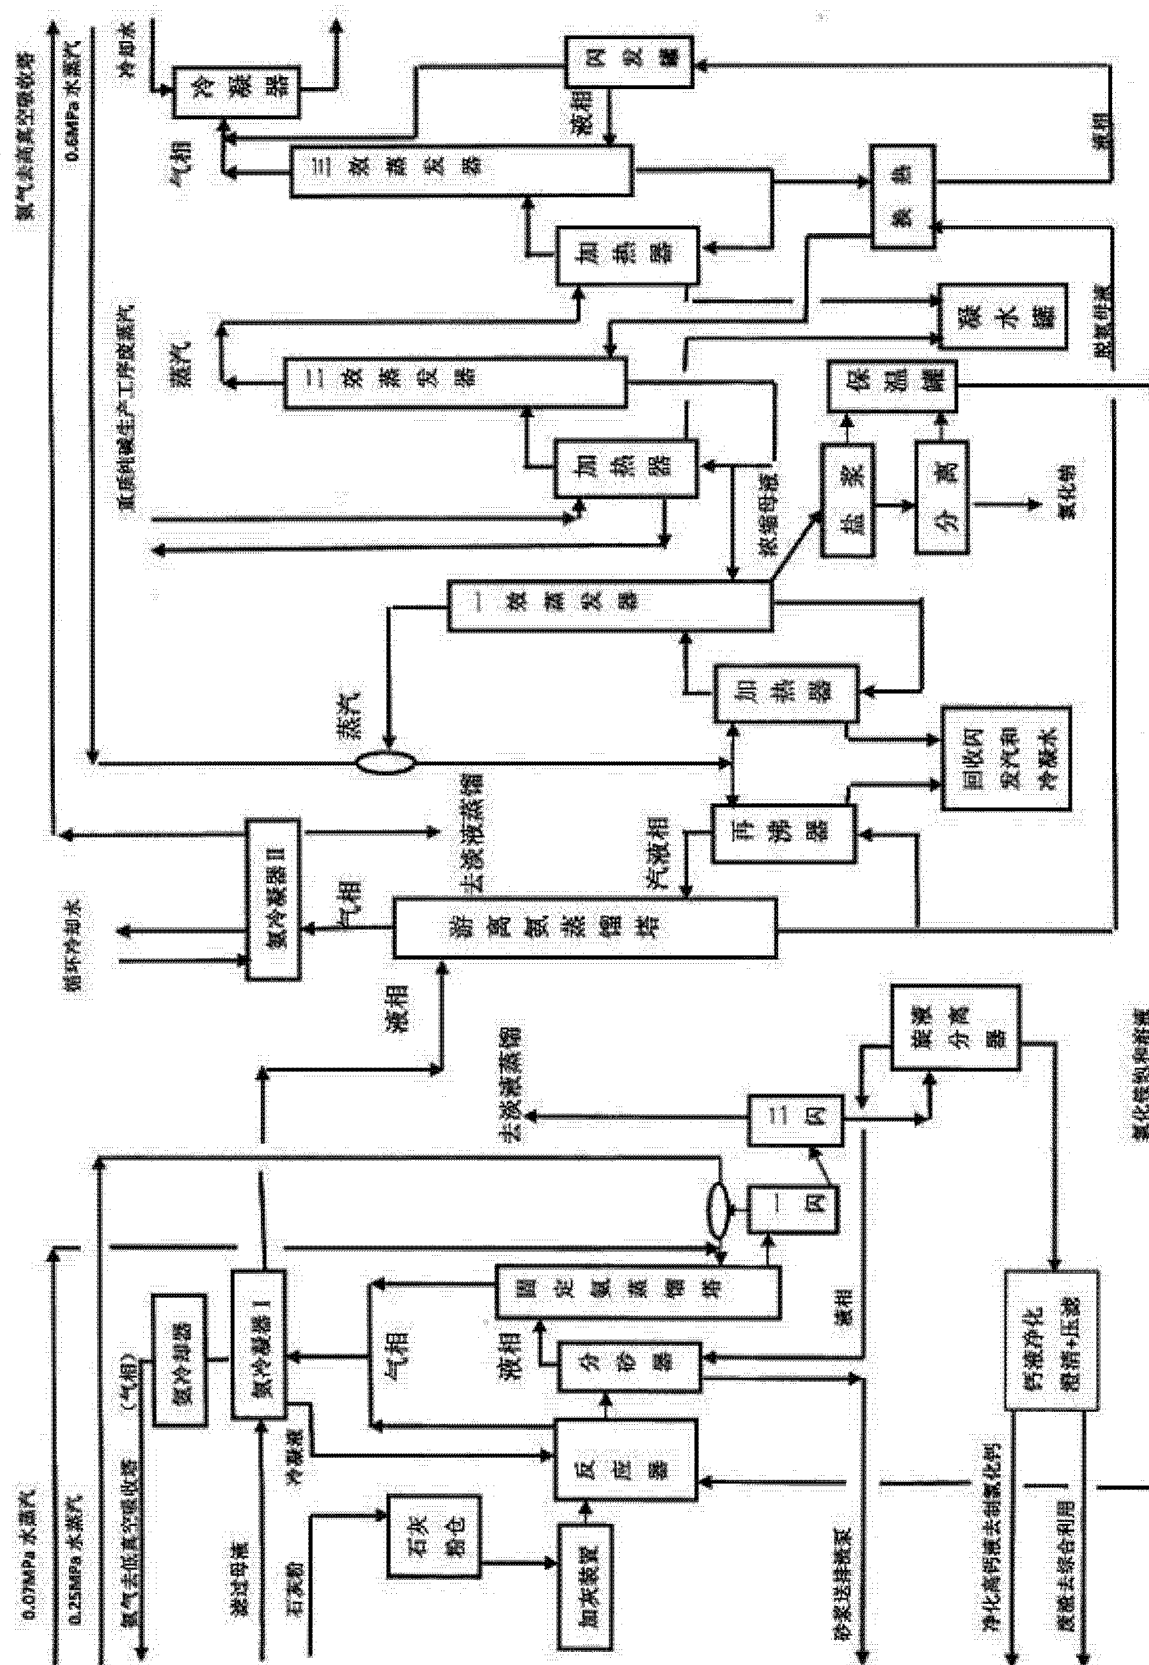 0.07MPa 水蒸汽
0.25MPa 水蒸汽
氨气去低真空吸收塔
（气相）
滤过母液
石灰粉
氨冷却器
氨冷凝器 I
冷凝液
石灰
粉仓
加灰装置
反应器
分砂器
气相
液相
固定氨蒸馏塔
一闪
二闪
去淡液蒸馏
液相
旋液
分离
器
砂浆送排渣泵
钙液净化
澄清+压滤
净化高钙液去制氯化钙
废渣去综合利用
氯化铵饱和溶液
循环冷却水
氨冷凝器 II
气相
去淡液蒸馏
液相
游离氨蒸馏塔
汽液相
再沸器
加热器
回收闪
发汽和
冷凝水
蒸汽
一效蒸发器
浓缩母液
盐浆
分离
保温罐
氯化钠
氨气去高真空吸收塔
0.6MPa 水蒸汽
重质纯碱生产工序废蒸汽
加热器
二效蒸发器
蒸汽
加热器
三效蒸发器
气相
冷却水
冷凝器
闪发罐
液相
换热
凝水罐
脱氨母液
液相